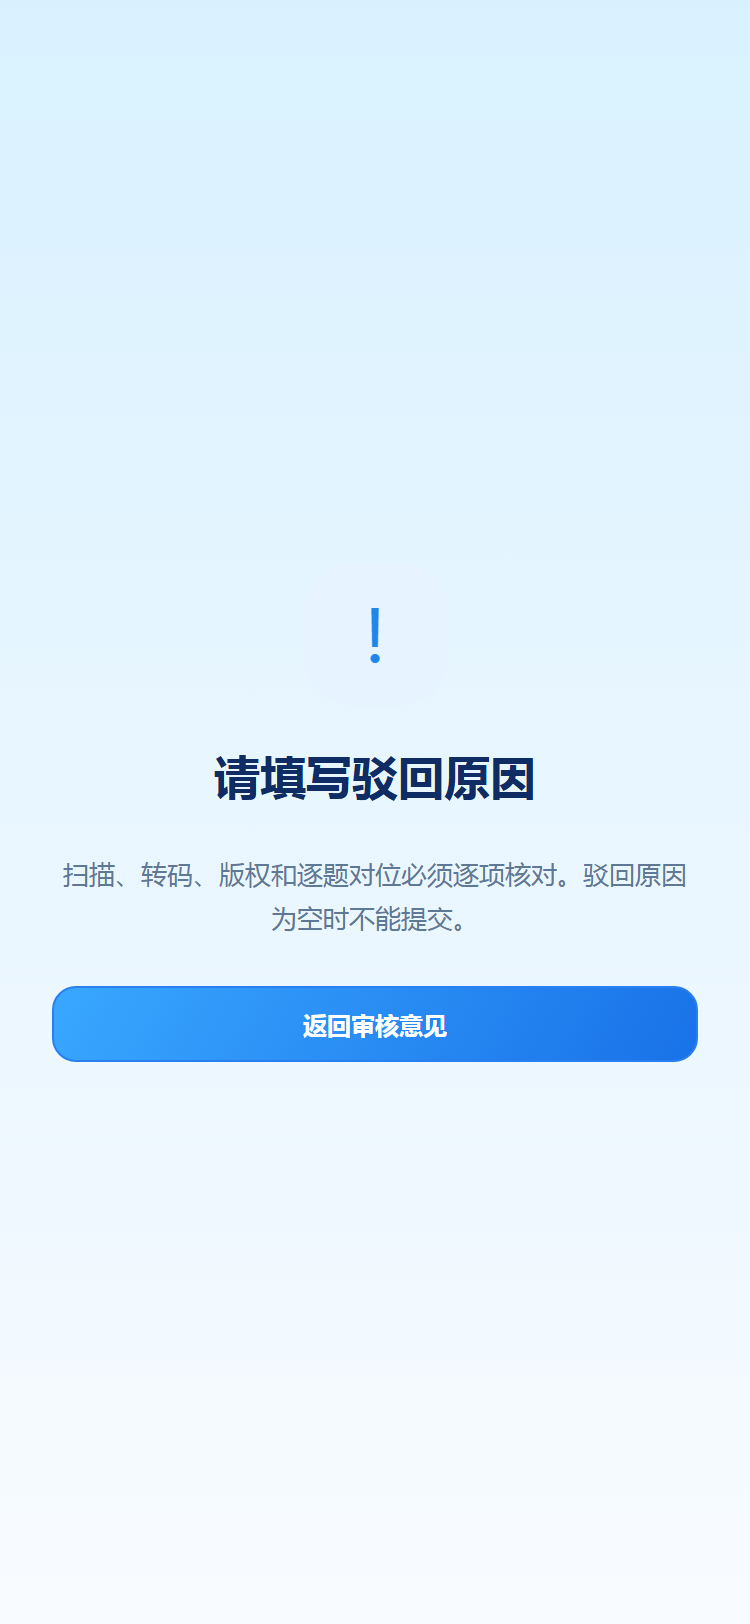 !
请填写驳回原因
扫描、转码、版权和逐题对位必须逐项核对。驳回原因
为空时不能提交。
返回审核意见